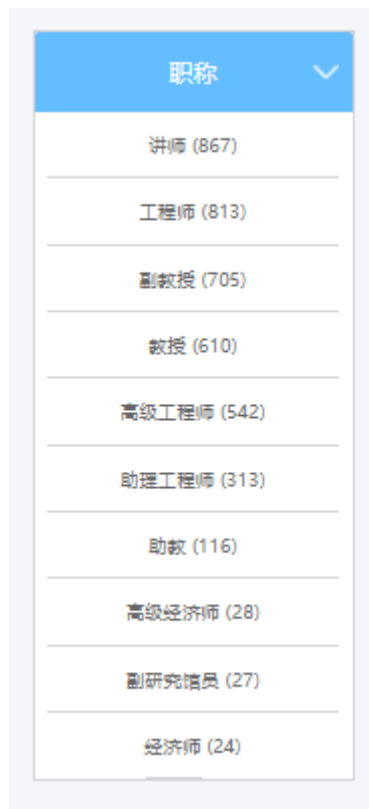 职称
讲师 (867)
工程师 (813)
副教授 (705)
教授 (610)
高级工程师 (542)
助理工程师 (313)
助教 (116)
高级经济师 (28)
副研究馆员 (27)
经济师 (24)